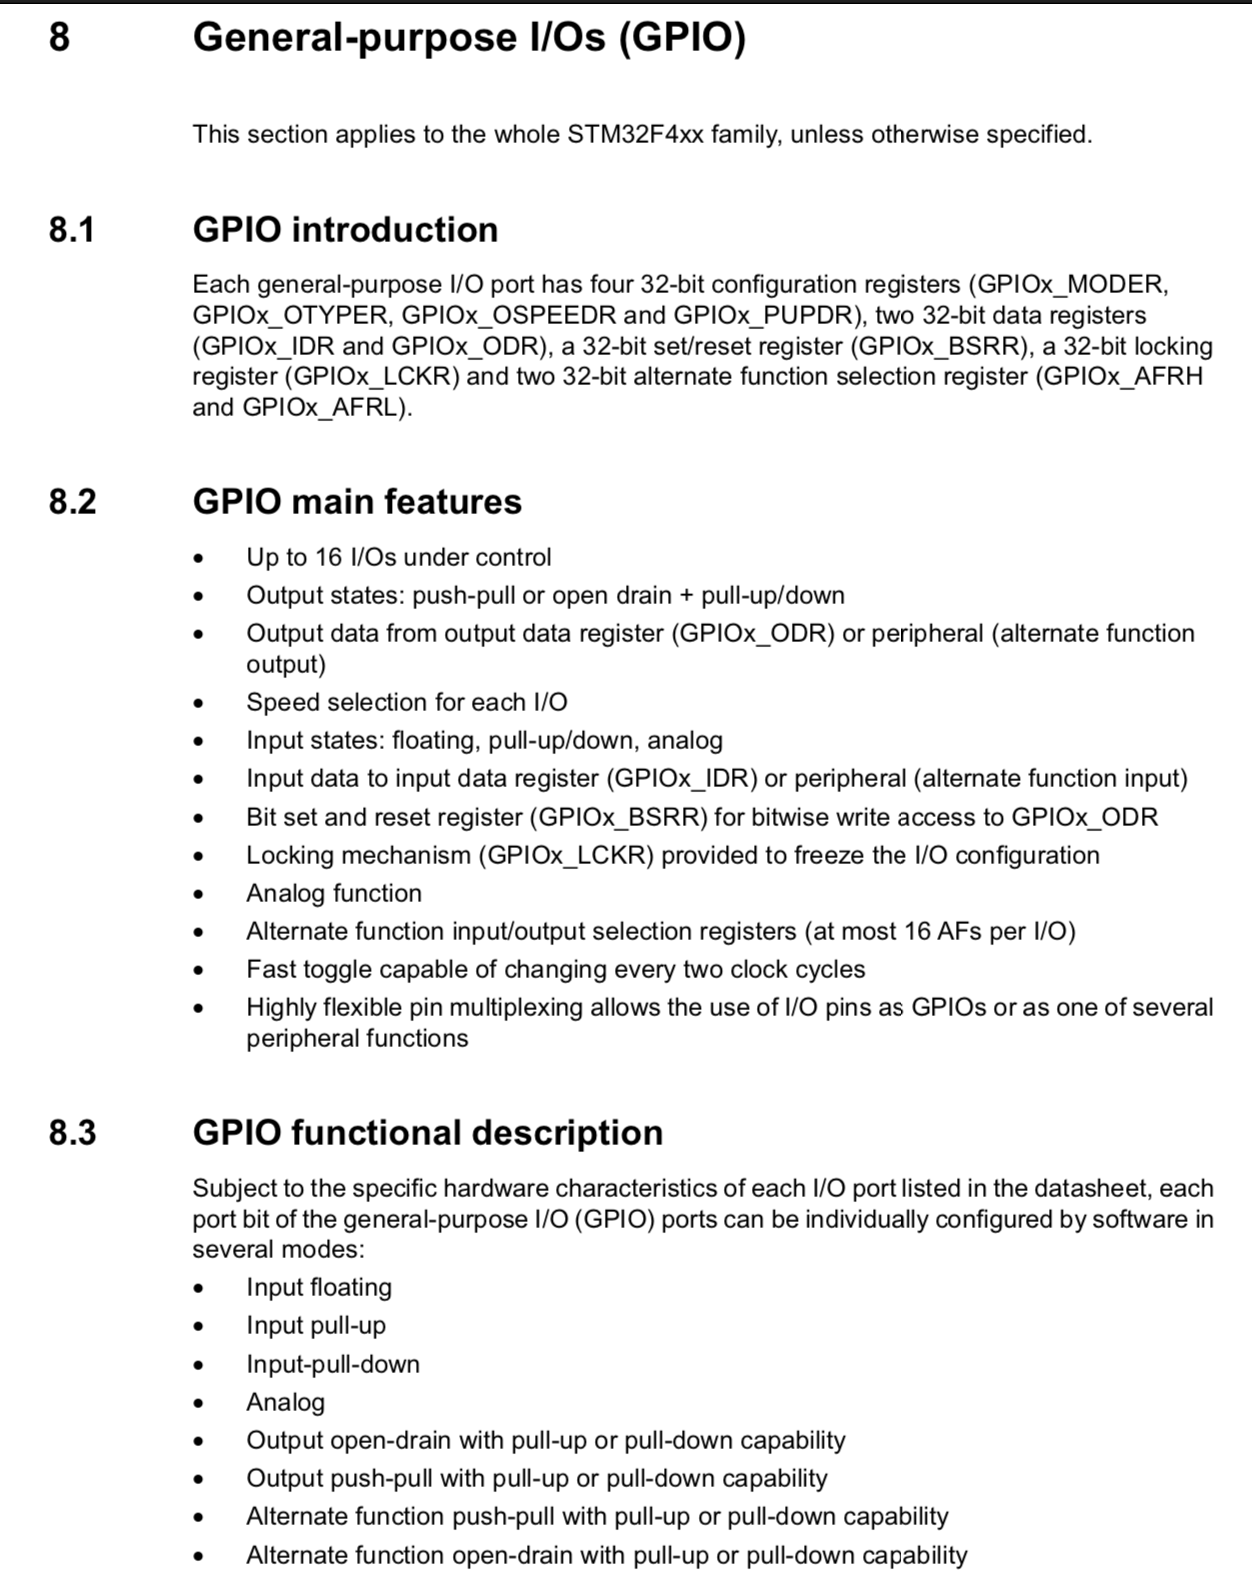 8 General-purpose I/Os (GPIO)
This section applies to the whole STM32F4xx family, unless otherwise specified.
8.1 GPIO introduction
Each general-purpose I/O port has four 32-bit configuration registers (GPIOx_MODER,
GPIOx_OTYPER, GPIOx_OSPEEDR and GPIOx_PUPDR), two 32-bit data registers
(GPIOx_IDR and GPIOx_ODR), a 32-bit set/reset register (GPIOx_BSRR), a 32-bit locking
register (GPIOx_LCKR) and two 32-bit alternate function selection register (GPIOx_AFRH
and GPIOx_AFRL).
8.2 GPIO main features
• Up to 16 I/Os under control
• Output states: push-pull or open drain + pull-up/down
• Output data from output data register (GPIOx_ODR) or peripheral (alternate function
output)
• Speed selection for each I/O
• Input states: floating, pull-up/down, analog
• Input data to input data register (GPIOx_IDR) or peripheral (alternate function input)
• Bit set and reset register (GPIOx_BSRR) for bitwise write access to GPIOx_ODR
• Locking mechanism (GPIOx_LCKR) provided to freeze the I/O configuration
• Analog function
• Alternate function input/output selection registers (at most 16 AFs per I/O)
• Fast toggle capable of changing every two clock cycles
• Highly flexible pin multiplexing allows the use of I/O pins as GPIOs or as one of several
peripheral functions
8.3 GPIO functional description
Subject to the specific hardware characteristics of each I/O port listed in the datasheet, each
port bit of the general-purpose I/O (GPIO) ports can be individually configured by software in
several modes:
• Input floating
• Input pull-up
• Input-pull-down
• Analog
• Output open-drain with pull-up or pull-down capability
• Output push-pull with pull-up or pull-down capability
• Alternate function push-pull with pull-up or pull-down capability
• Alternate function open-drain with pull-up or pull-down capability